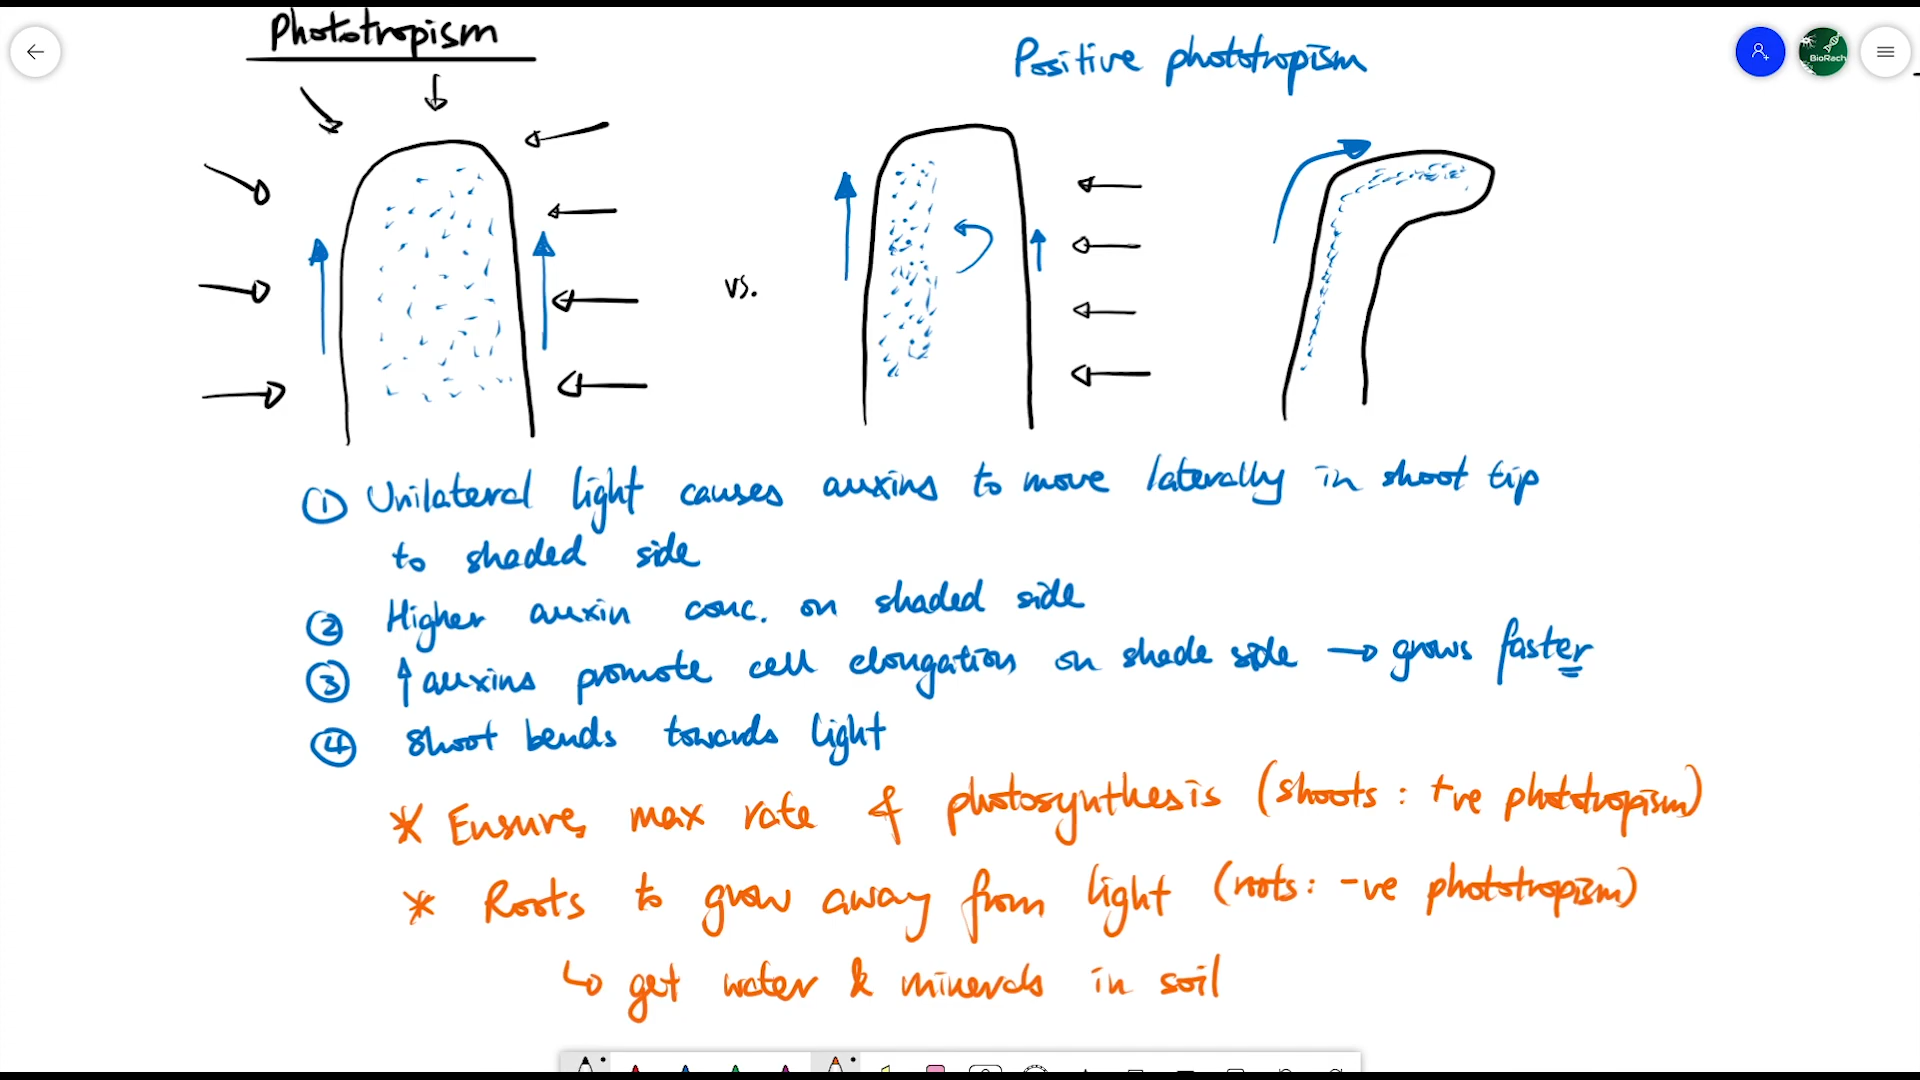 Phototropism
Positive phototropism
BioRach
vs.
① Unilateral light causes auxins to move laterally in shoot tip
to shaded side
② Higher auxin conc. on shaded side
③ ↑ auxins promote cell elongation on shade side → grows faster
④ Shoot bends towards light
* Ensures max rate of photosynthesis (shoots: +ve phototropism)
* Roots to grow away from light (roots: -ve phototropism)
↳ get water & minerals in soil